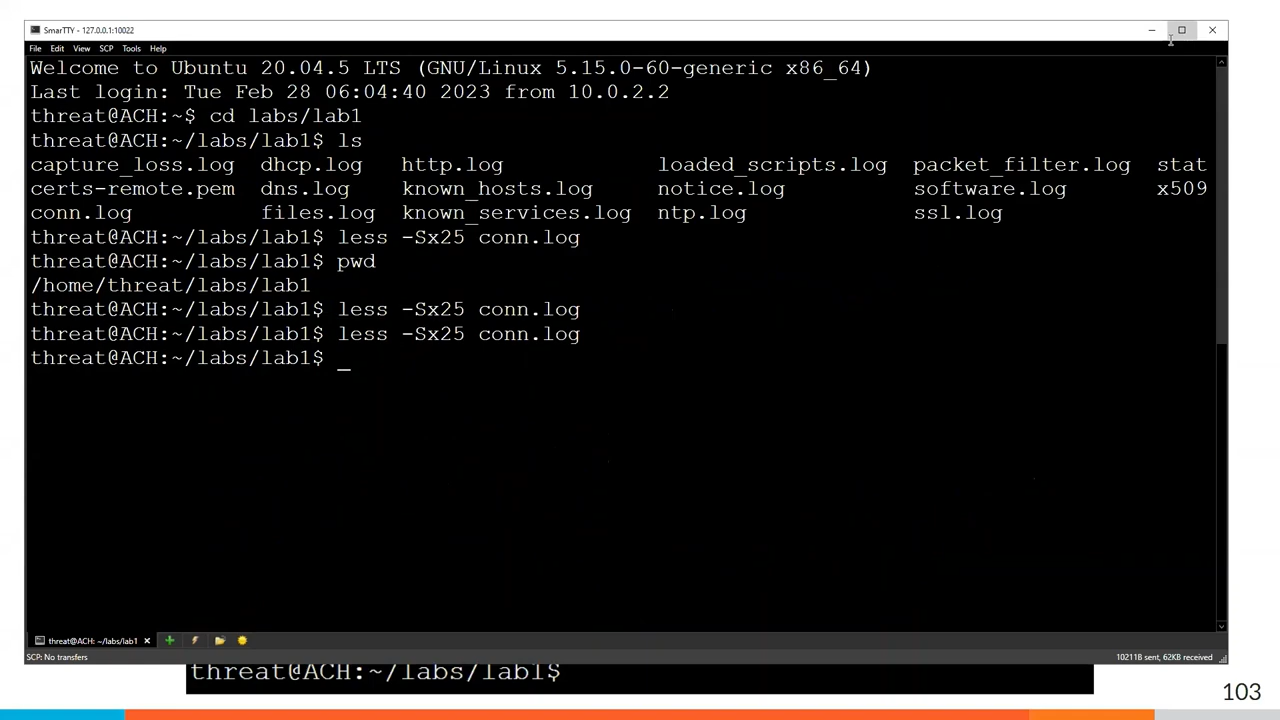 SmarTTY - 127.0.0.1:10022
File Edit View SCP Tools Help
Welcome to Ubuntu 20.04.5 LTS (GNU/Linux 5.15.0-60-generic x86_64)
Last login: Tue Feb 28 06:04:40 2023 from 10.0.2.2
threat@ACH:~$ cd labs/lab1
threat@ACH:~/labs/lab1$ ls
capture_loss.log dhcp.log http.log loaded_scripts.log packet_filter.log stat
certs-remote.pem dns.log known_hosts.log notice.log software.log x509
conn.log files.log known_services.log ntp.log ssl.log
threat@ACH:~/labs/lab1$ less -Sx25 conn.log
threat@ACH:~/labs/lab1$ pwd
/home/threat/labs/lab1
threat@ACH:~/labs/lab1$ less -Sx25 conn.log
threat@ACH:~/labs/lab1$ less -Sx25 conn.log
threat@ACH:~/labs/lab1$ _
threat@ACH: ~/labs/lab1
SCP: No transfers 10211B sent, 62KB received
threat@ACH:~/labs/lab1$
103